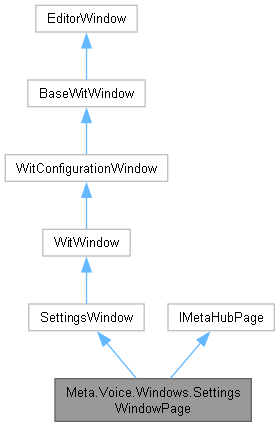 EditorWindow
BaseWitWindow
WitConfigurationWindow
WitWindow
SettingsWindow
IMetaHubPage
Meta.Voice.Windows.Settings
WindowPage